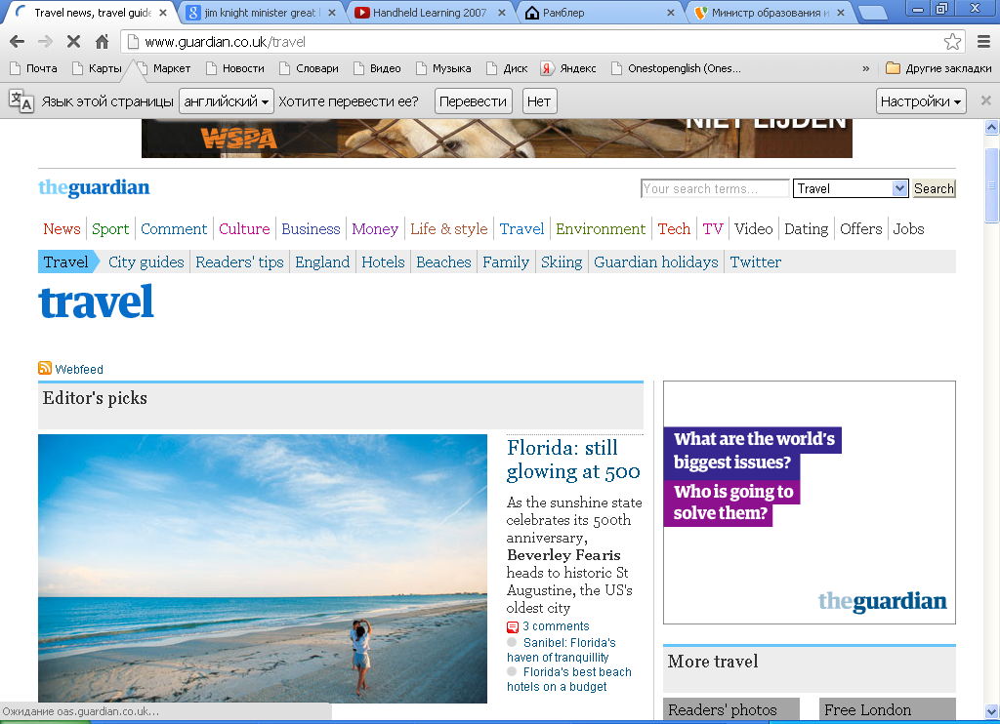 Travel news, travel guide
jim knight minister great
Handheld Learning 2007
Рамблер
Министр образования и
www.guardian.co.uk/travel
Почта Карты Маркет Новости Словари Видео Музыка Диск Яндекс Onestopenglish (Ones... » Другие закладки
Язык этой страницы английский Хотите перевести ее? Перевести Нет Настройки
WSPA NIET LIJDEN
theguardian
Your search terms... Travel Search
News Sport Comment Culture Business Money Life & style Travel Environment Tech TV Video Dating Offers Jobs
Travel City guides Readers' tips England Hotels Beaches Family Skiing Guardian holidays Twitter
travel
Webfeed
Editor's picks
Florida: still
glowing at 500
As the sunshine state
celebrates its 500th
anniversary,
Beverley Fearis
heads to historic St
Augustine, the US's
oldest city
3 comments
Sanibel: Florida's
haven of tranquillity
Florida's best beach
hotels on a budget
What are the world's
biggest issues?
Who is going to
solve them?
theguardian
More travel
Readers' photos Free London
Ожидание oas.guardian.co.uk...